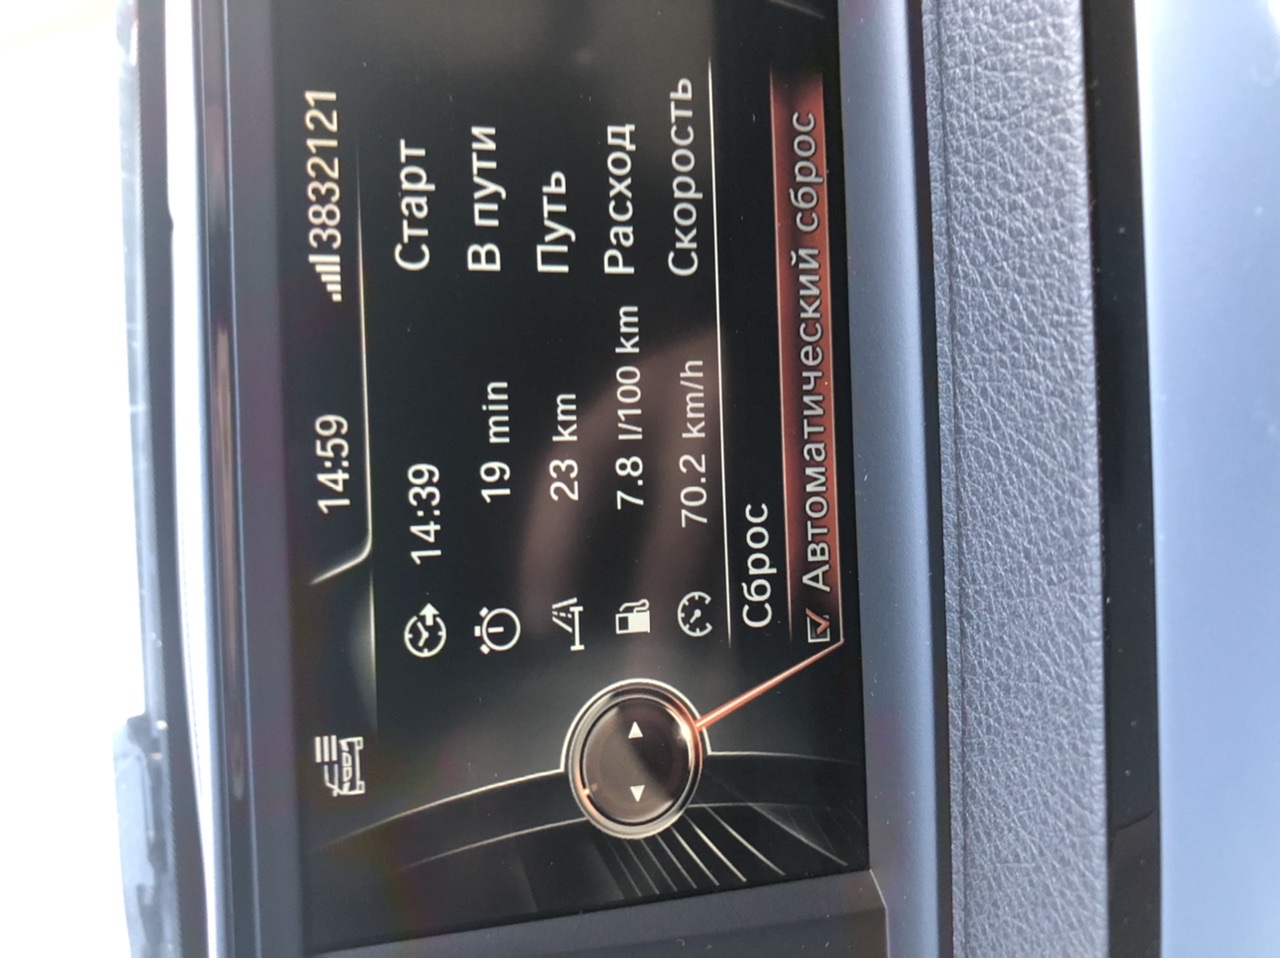 14:59 3832121
14:39 Старт
19 min В пути
23 km Путь
7.8 l/100 km Расход
70.2 km/h Скорость
Сброс
Автоматический сброс